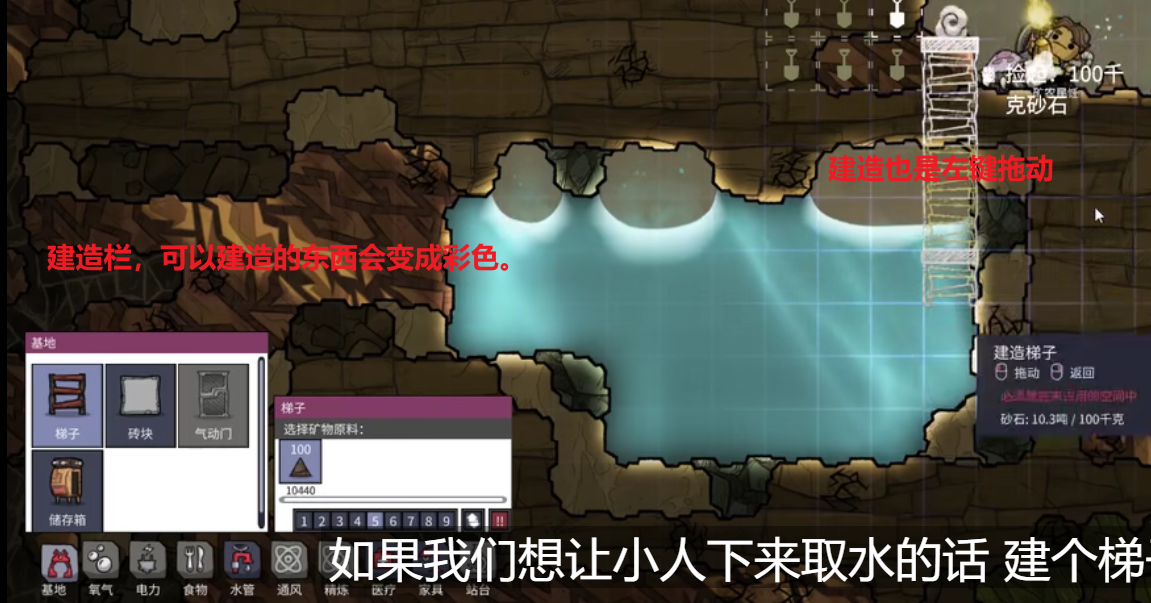 捡起：100千
克砂石
建造也是左键拖动
建造栏，可以建造的东西会变成彩色。
基地
梯子
砖块
气动门
储存箱
梯子
选择矿物原料:
100
10440
1 2 3 4 5 6 7 8 9 !!
建造梯子
拖动 返回
砂石: 10.3吨 / 100千克
基地 氧气 电力 食物 水管 通风 精炼 医疗 家具 站台
如果我们想让小人下来取水的话 建个梯子